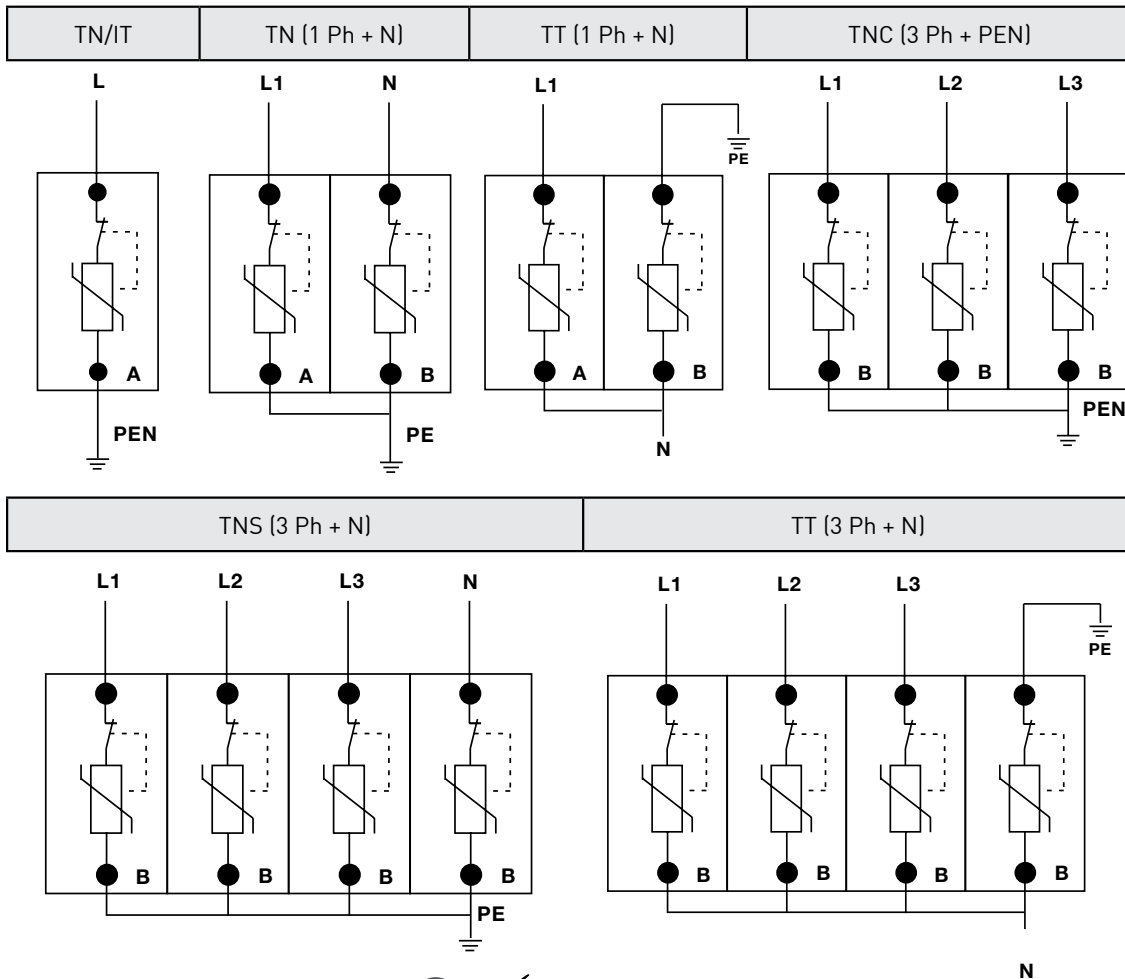 TN/IT TN (1 Ph + N) TT (1 Ph + N) TNC (3 Ph + PEN)
L L1 N L1 L1 L2 L3
PE
A A B A B B B B
PEN PE N PEN
TNS (3 Ph + N) TT (3 Ph + N)
L1 L2 L3 N L1 L2 L3
PE
B B B B B B B B
PE
N